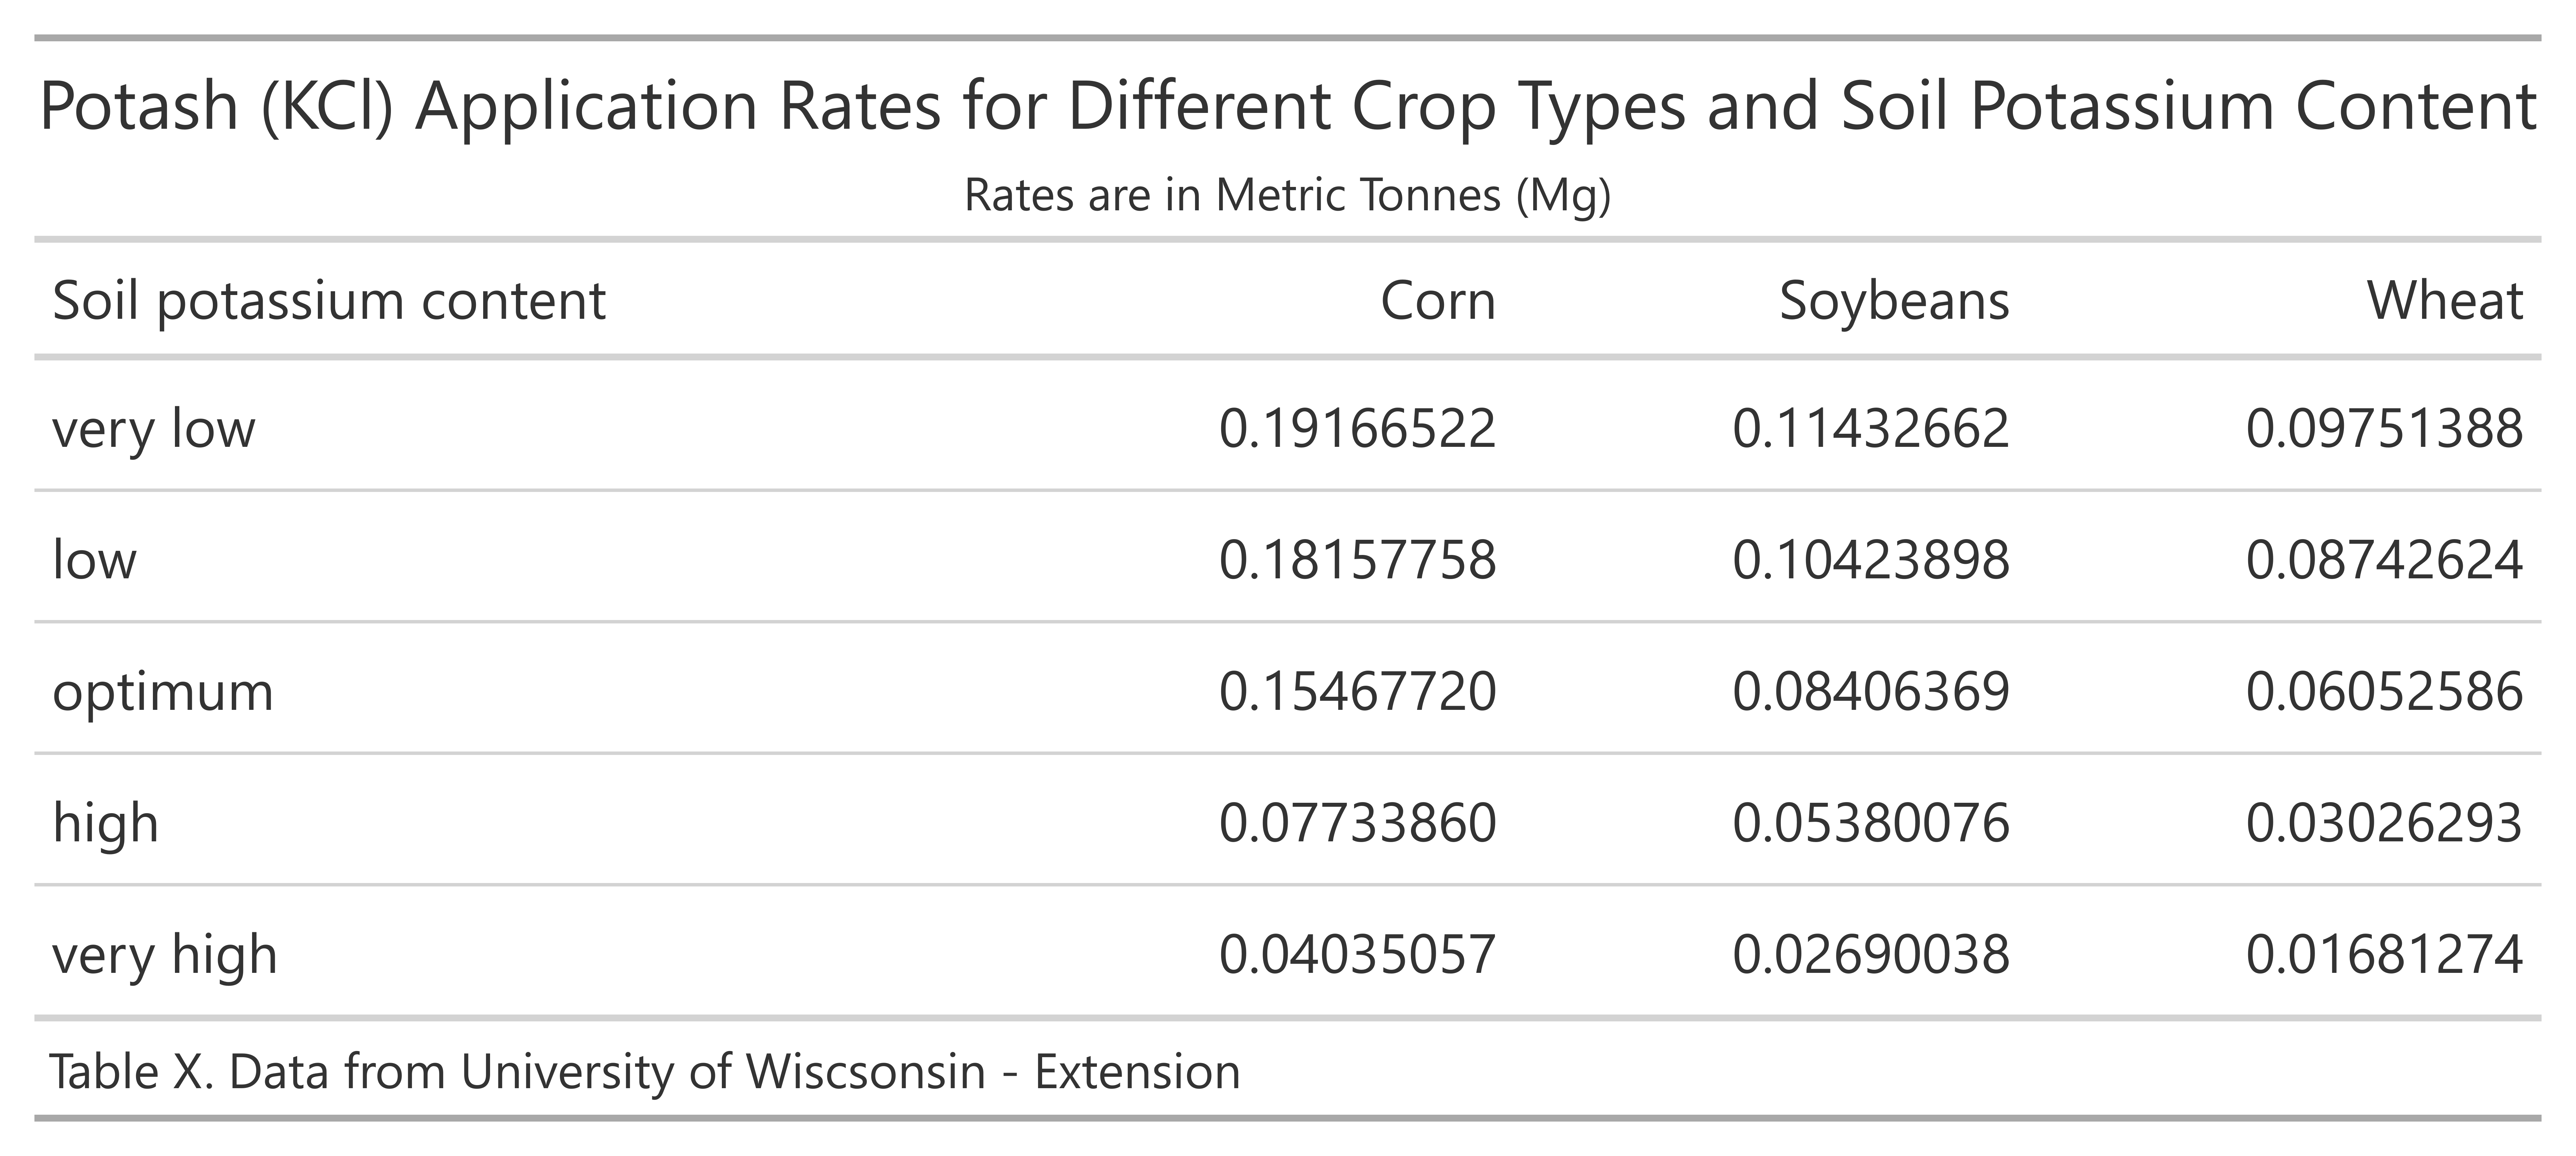 Potash (KCl) Application Rates for Different Crop Types and Soil Potassium Content
Rates are in Metric Tonnes (Mg)
Soil potassium content Corn Soybeans Wheat
very low 0.19166522 0.11432662 0.09751388
low 0.18157758 0.10423898 0.08742624
optimum 0.15467720 0.08406369 0.06052586
high 0.07733860 0.05380076 0.03026293
very high 0.04035057 0.02690038 0.01681274
Table X. Data from University of Wiscsonsin - Extension